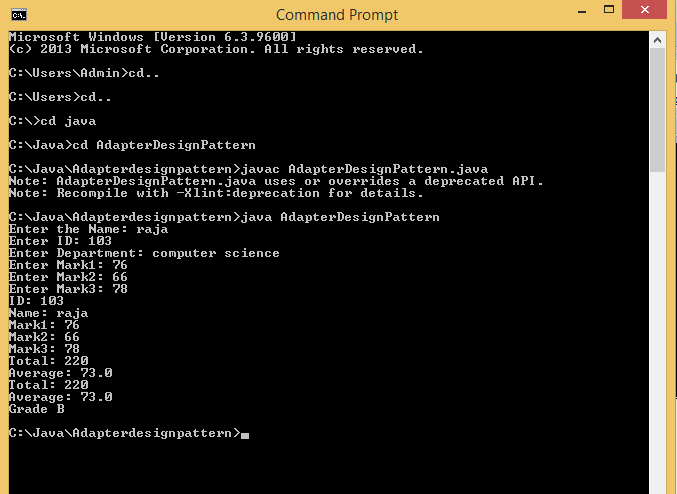 Command Prompt
Microsoft Windows [Version 6.3.9600]
(c) 2013 Microsoft Corporation. All rights reserved.
C:\Users\Admin>cd..
C:\Users>cd..
C:\>cd java
C:\Java>cd AdapterDesignPattern
C:\Java\Adapterdesignpattern>javac AdapterDesignPattern.java
Note: AdapterDesignPattern.java uses or overrides a deprecated API.
Note: Recompile with -Xlint:deprecation for details.
C:\Java\Adapterdesignpattern>java AdapterDesignPattern
Enter the Name: raja
Enter ID: 103
Enter Department: computer science
Enter Mark1: 76
Enter Mark2: 66
Enter Mark3: 78
ID: 103
Name: raja
Mark1: 76
Mark2: 66
Mark3: 78
Total: 220
Average: 73.0
Total: 220
Average: 73.0
Grade B
C:\Java\Adapterdesignpattern>